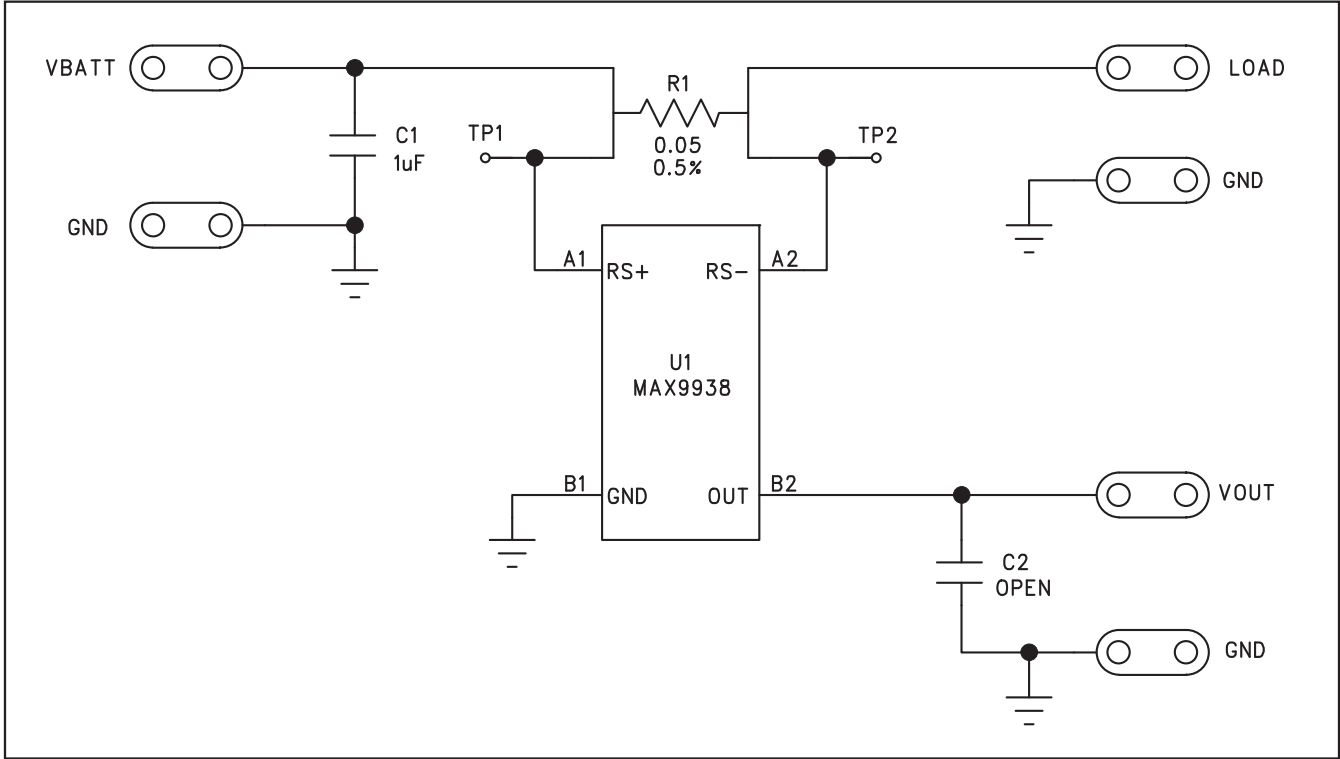 VBATT
R1
LOAD
C1
1uF
TP1
0.05
0.5%
TP2
GND
GND
A1
RS+
RS-
A2
U1
MAX9938
B1
GND
OUT
B2
VOUT
C2
OPEN
GND